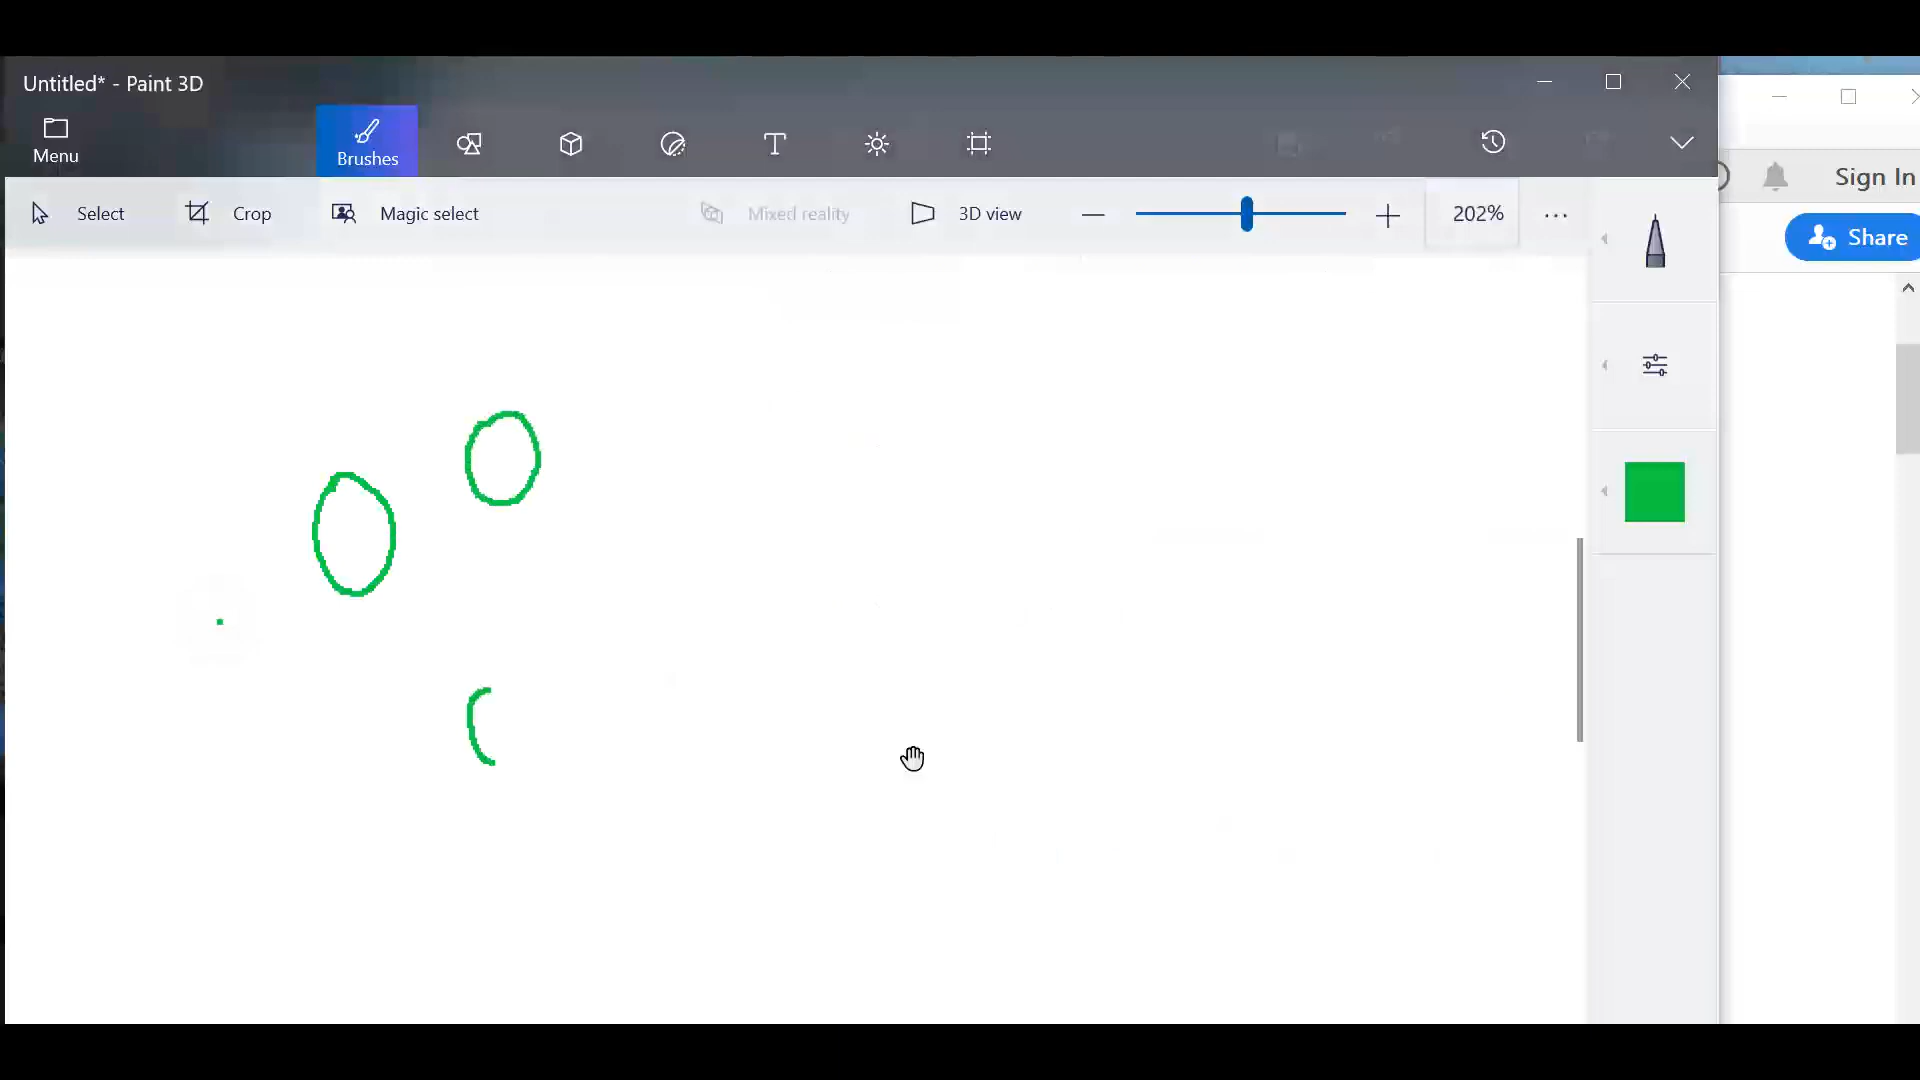 Untitled* - Paint 3D
Menu
Brushes
Select
Crop
Magic select
Mixed reality
3D view
202%
Sign In
Share